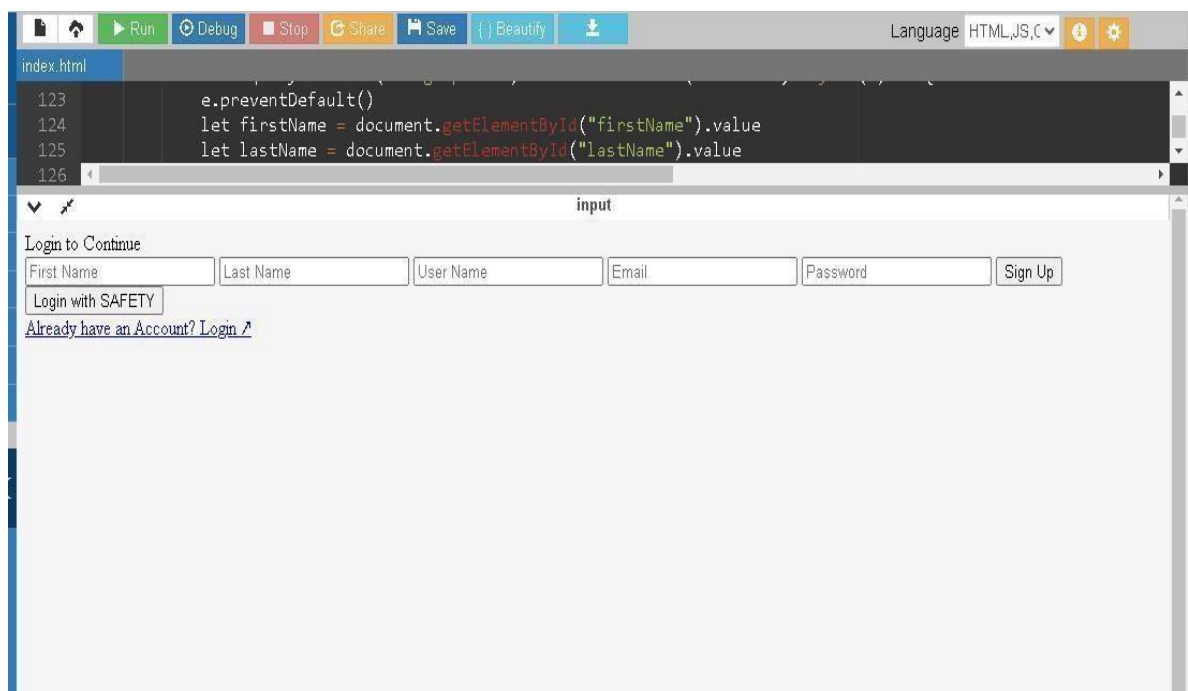 Run Debug Stop Share Save { } Beautify Language HTML,JS,C
index.html
123 e.preventDefault()
124 let firstName = document.getElementById("firstName").value
125 let lastName = document.getElementById("lastName").value
126
input
Login to Continue
First Name Last Name User Name Email Password Sign Up
Login with SAFETY
Already have an Account? Login ↗